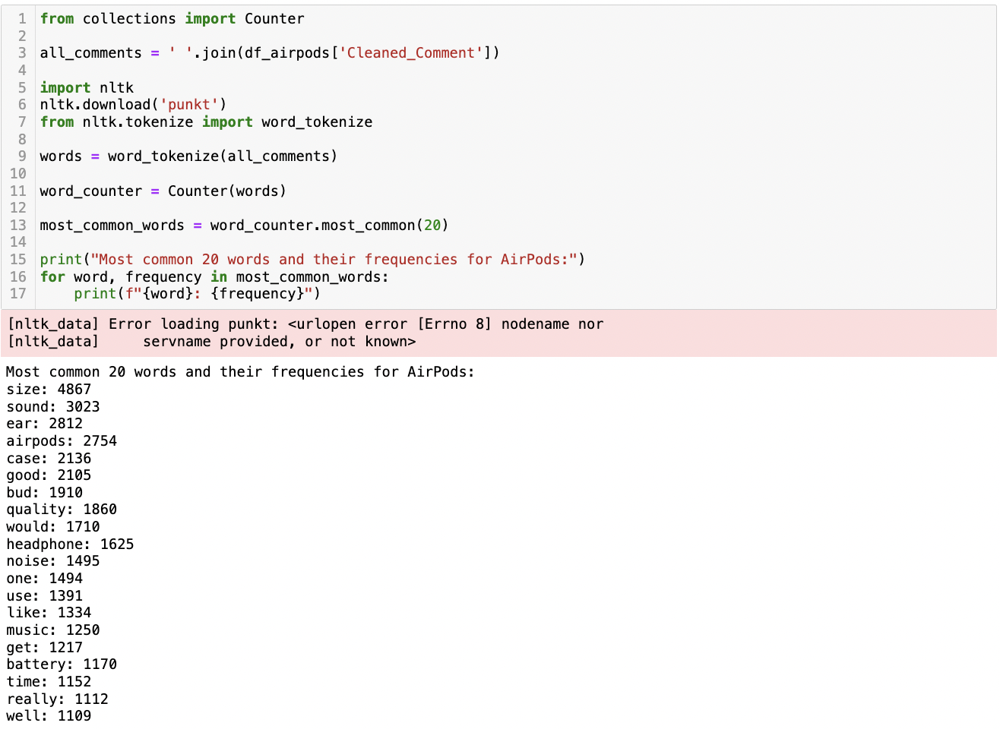 1 from collections import Counter
2
3 all_comments = ' '.join(df_airpods['Cleaned_Comment'])
4
5 import nltk
6 nltk.download('punkt')
7 from nltk.tokenize import word_tokenize
8
9 words = word_tokenize(all_comments)
10
11 word_counter = Counter(words)
12
13 most_common_words = word_counter.most_common(20)
14
15 print("Most common 20 words and their frequencies for AirPods:")
16 for word, frequency in most_common_words:
17     print(f"{word}: {frequency}")
[nltk_data] Error loading punkt: <urlopen error [Errno 8] nodename nor
[nltk_data]     servname provided, or not known>
Most common 20 words and their frequencies for AirPods:
size: 4867
sound: 3023
ear: 2812
airpods: 2754
case: 2136
good: 2105
bud: 1910
quality: 1860
would: 1710
headphone: 1625
noise: 1495
one: 1494
use: 1391
like: 1334
music: 1250
get: 1217
battery: 1170
time: 1152
really: 1112
well: 1109